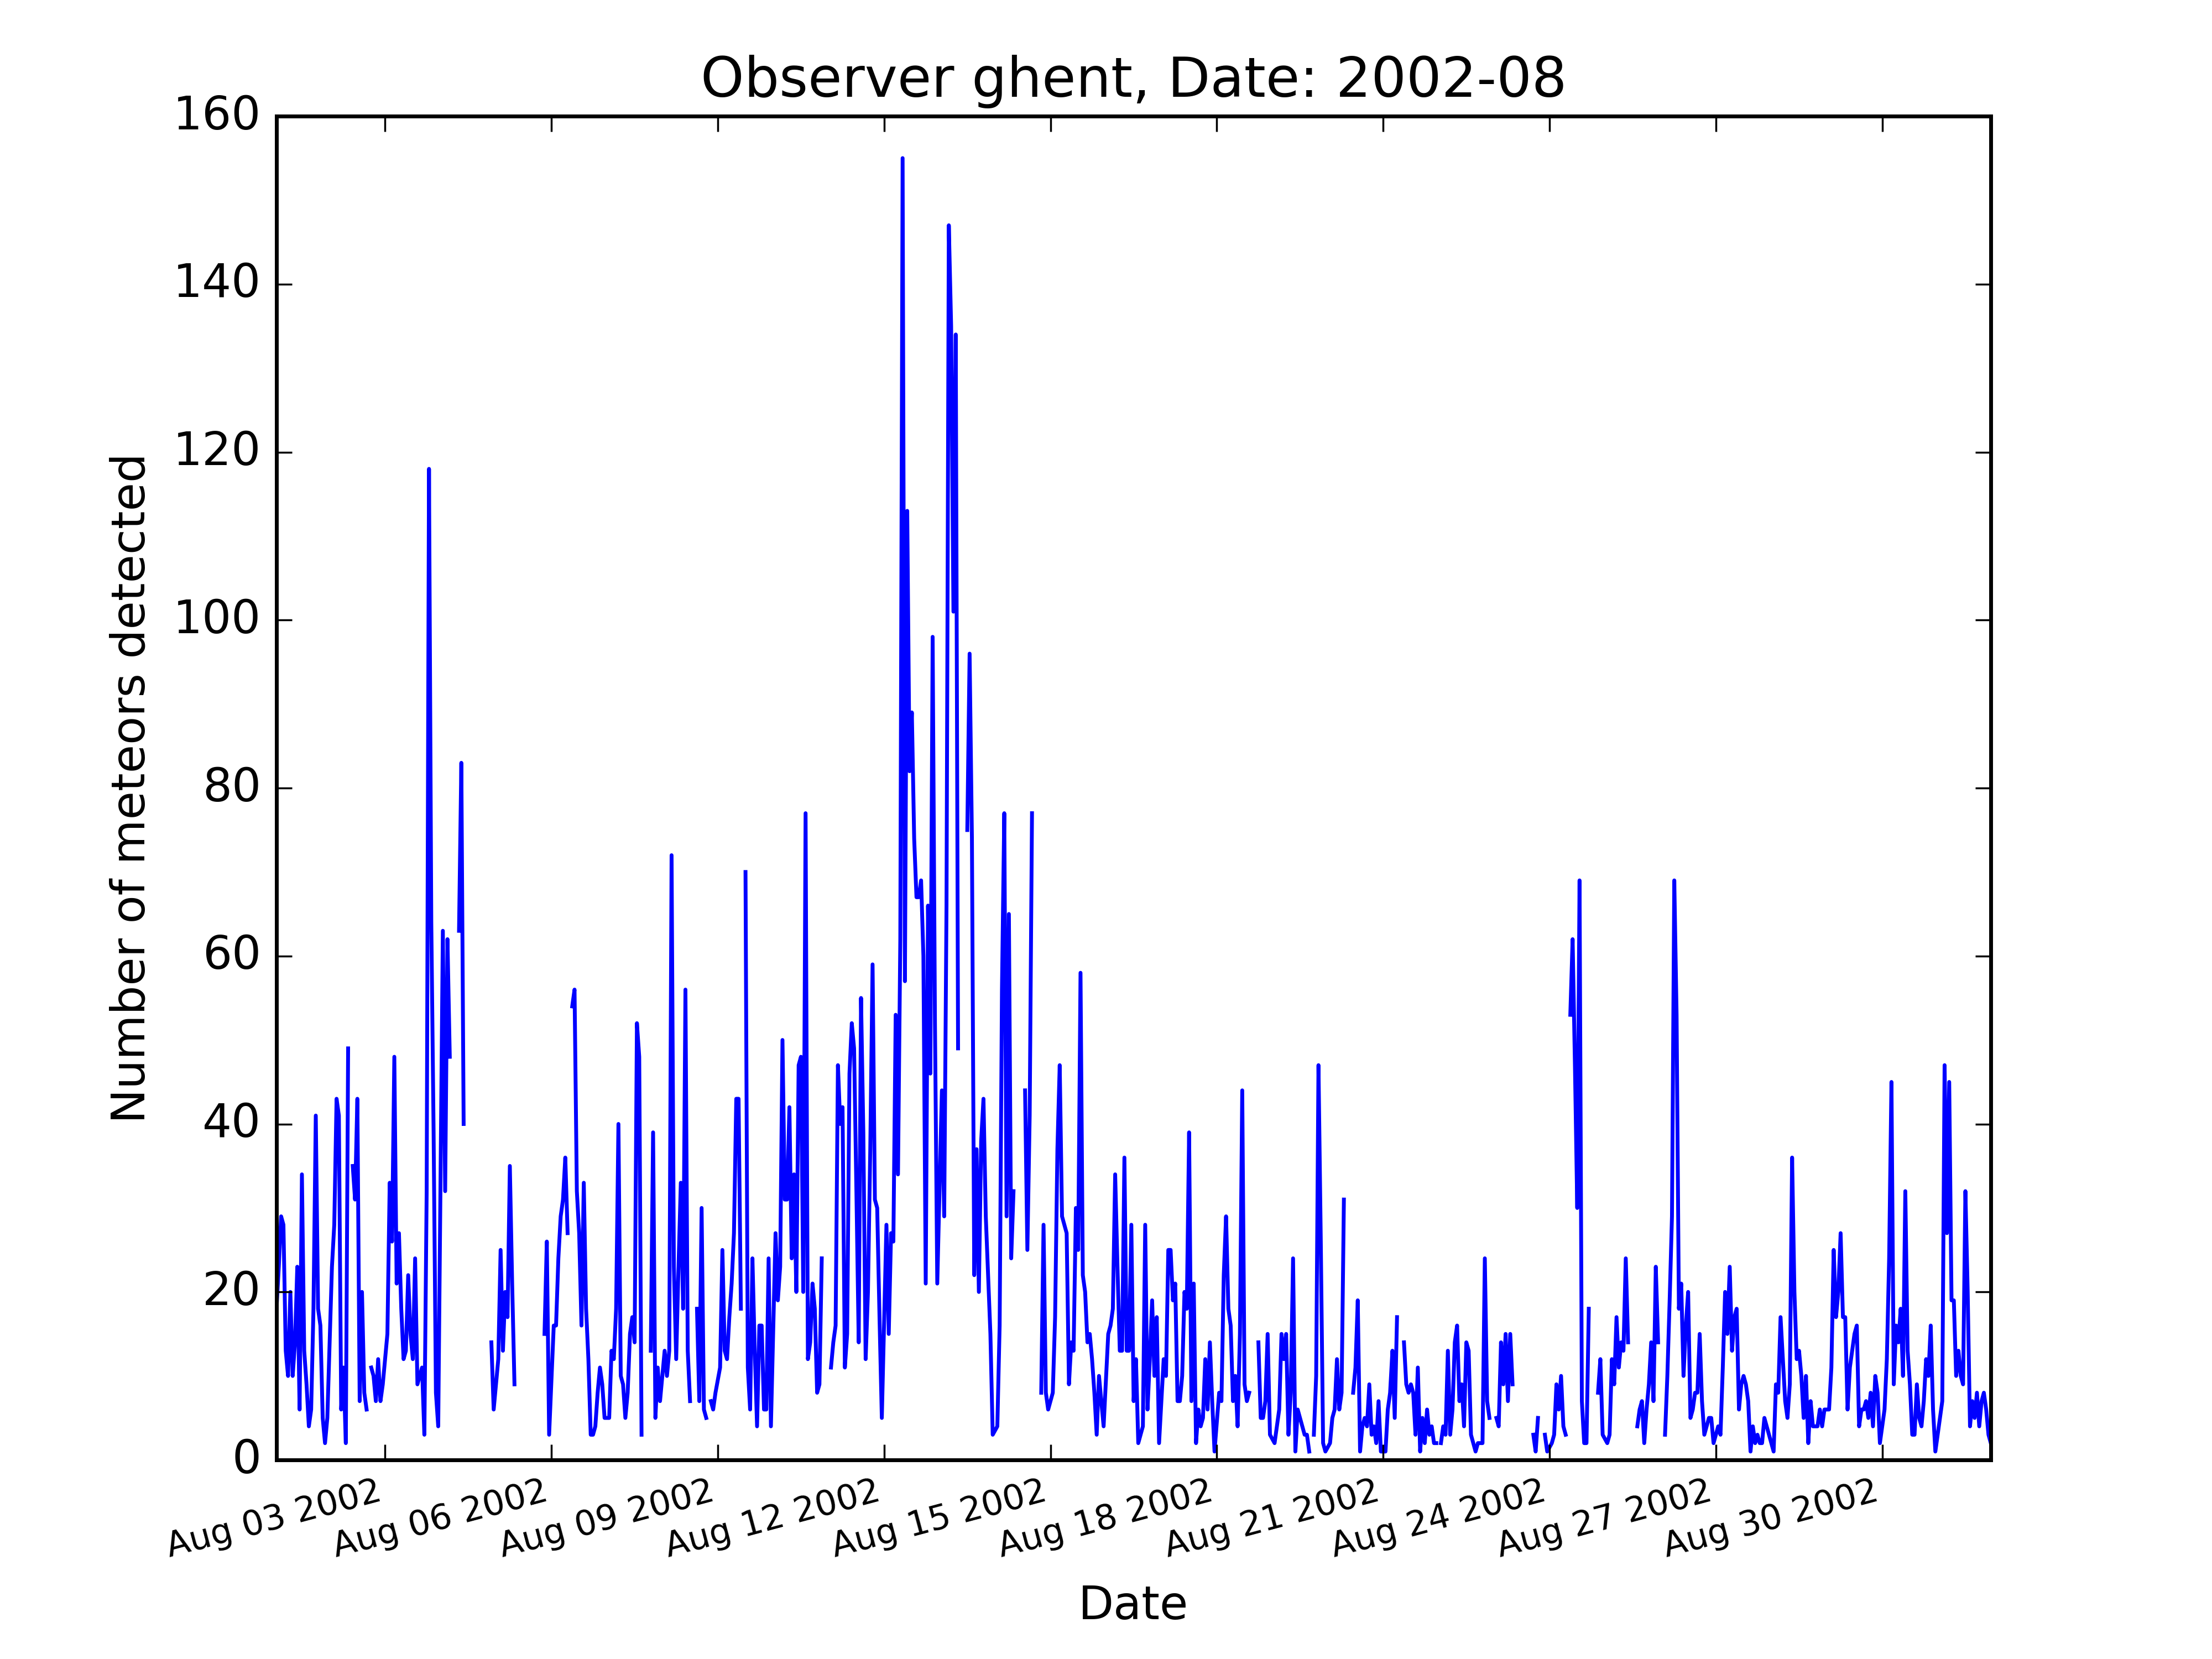 Observer ghent, Date: 2002-08
Number of meteors detected
160
140
120
100
80
60
40
20
0
Aug 03 2002
Aug 06 2002
Aug 09 2002
Aug 12 2002
Aug 15 2002
Aug 18 2002
Aug 21 2002
Aug 24 2002
Aug 27 2002
Aug 30 2002
Date